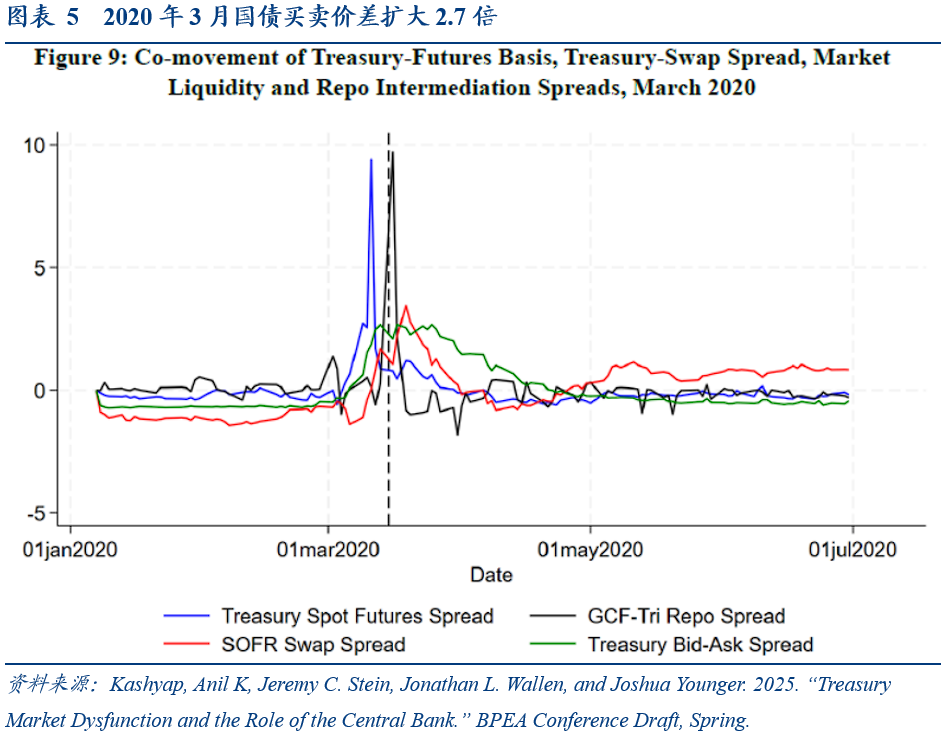 图表 5 2020 年 3 月国债买卖价差扩大 2.7 倍
Figure 9: Co-movement of Treasury-Futures Basis, Treasury-Swap Spread, Market
Liquidity and Repo Intermediation Spreads, March 2020
10
5
0
-5
01jan2020 01mar2020 01may2020 01jul2020
Date
Treasury Spot Futures Spread GCF-Tri Repo Spread
SOFR Swap Spread Treasury Bid-Ask Spread
资料来源：Kashyap, Anil K, Jeremy C. Stein, Jonathan L. Wallen, and Joshua Younger. 2025. “Treasury
Market Dysfunction and the Role of the Central Bank.” BPEA Conference Draft, Spring.